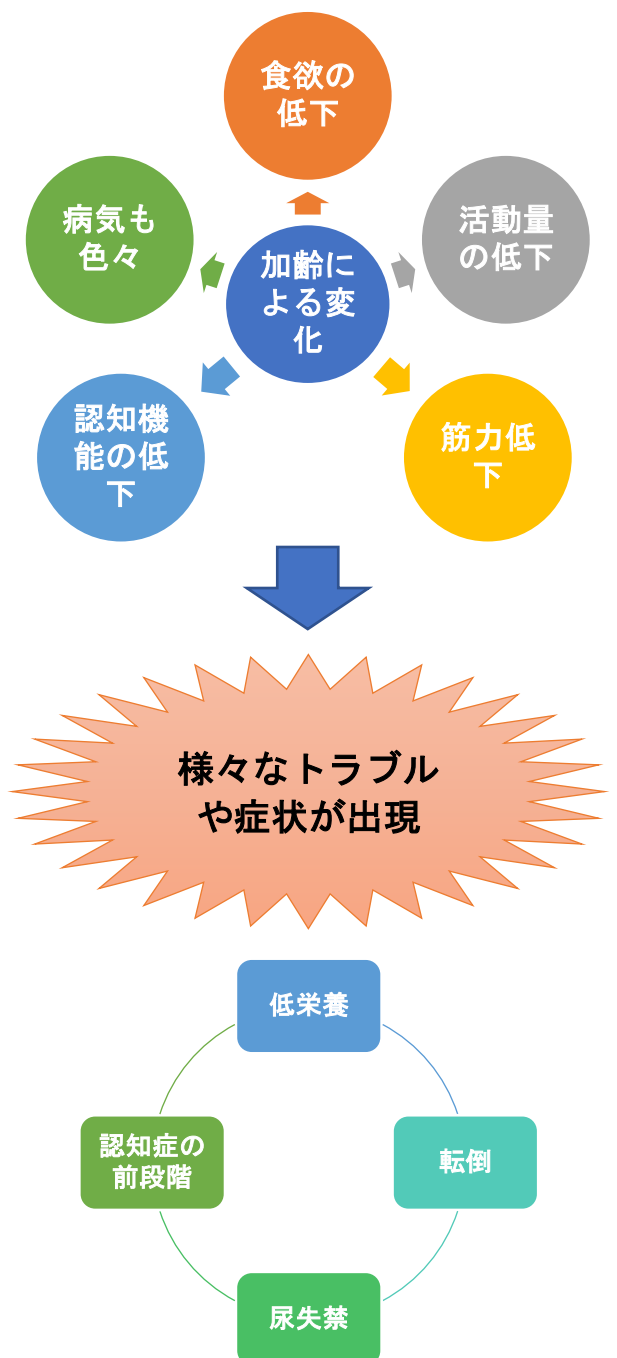 食欲の
低下
病気も
色々
活動量
の低下
加齢に
よる変
化
認知機
能の低
下
筋力低
下
様々なトラブル
や症状が出現
低栄養
認知症の
前段階
転倒
尿失禁